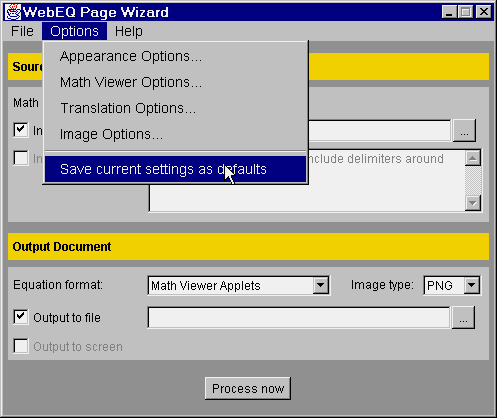 WebEQ Page Wizard
File Options Help
Appearance Options...
Math Viewer Options...
Translation Options...
Image Options...
Save current settings as defaults
Sour
Math
In
...
In
clude delimiters around
Output Document
Equation format: Math Viewer Applets Image type: PNG
Output to file ...
Output to screen
Process now